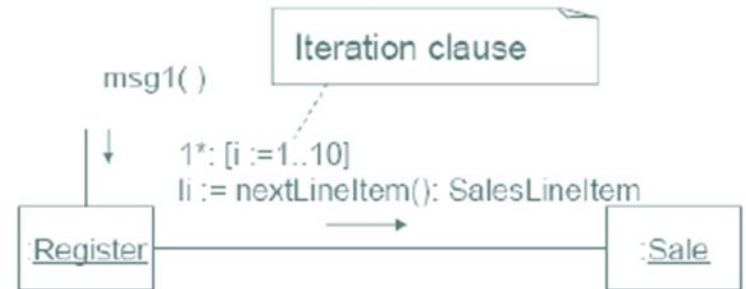 Iteration clause
msg1( )
1*: [i :=1..10]
li := nextLineItem(): SalesLineItem
:Register
:Sale